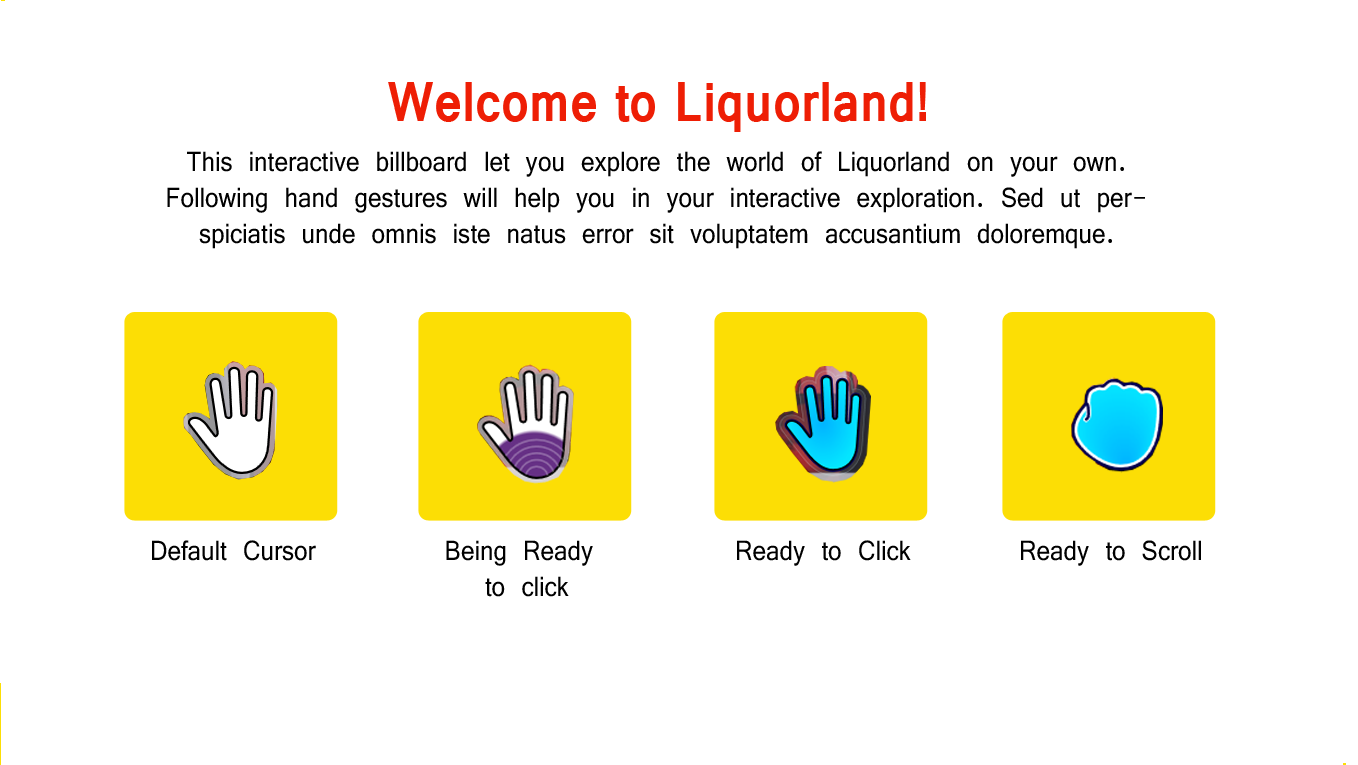 Welcome to Liquorland!
This interactive billboard let you explore the world of Liquorland on your own.
Following hand gestures will help you in your interactive exploration. Sed ut per-
spiciatis unde omnis iste natus error sit voluptatem accusantium doloremque.
Default Cursor
Being Ready
to click
Ready to Click
Ready to Scroll